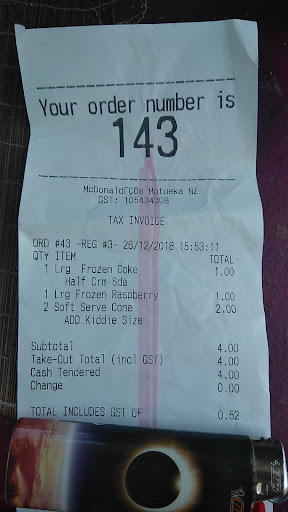 Your order number is
143
McDonaldΓÇÖs Motueka NZ
GST: 105434308
TAX INVOICE
ORD #43 -REG #3- 26/12/2018 15:53:11
QTY ITEM TOTAL
1 Lrg Frozen Coke 1.00
Half Crm Sda
1 Lrg Frozen Raspberry 1.00
2 Soft Serve Cone 2.00
ADD Kiddie Size
Subtotal 4.00
Take-Out Total (incl GST) 4.00
Cash Tendered 4.00
Change 0.00
TOTAL INCLUDES GST OF 0.52